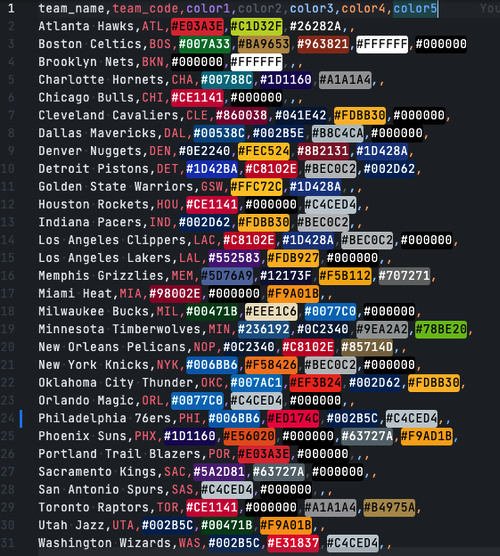 1 team_name,team_code,color1,color2,color3,color4,color5 You
2 Atlanta Hawks,ATL,#E03A3E,#C1D32F,#26282A,,
3 Boston Celtics,BOS,#007A33,#BA9653,#963821,#FFFFFF,#000000
4 Brooklyn Nets,BKN,#000000,#FFFFFF,,,
5 Charlotte Hornets,CHA,#00788C,#1D1160,#A1A1A4,,
6 Chicago Bulls,CHI,#CE1141,#000000,,,
7 Cleveland Cavaliers,CLE,#860038,#041E42,#FDBB30,#000000,
8 Dallas Mavericks,DAL,#00538C,#002B5E,#B8C4CA,#000000,
9 Denver Nuggets,DEN,#0E2240,#FEC524,#8B2131,#1D428A,
10 Detroit Pistons,DET,#1D42BA,#C8102E,#BEC0C2,#002D62,
11 Golden State Warriors,GSW,#FFC72C,#1D428A,,,
12 Houston Rockets,HOU,#CE1141,#000000,#C4CED4,,
13 Indiana Pacers,IND,#002D62,#FDBB30,#BEC0C2,,
14 Los Angeles Clippers,LAC,#C8102E,#1D428A,#BEC0C2,#000000,
15 Los Angeles Lakers,LAL,#552583,#FDB927,#000000,,
16 Memphis Grizzlies,MEM,#5D76A9,#12173F,#F5B112,#707271,
17 Miami Heat,MIA,#98002E,#000000,#F9A01B,,
18 Milwaukee Bucks,MIL,#00471B,#EEE1C6,#0077C0,#000000,
19 Minnesota Timberwolves,MIN,#236192,#0C2340,#9EA2A2,#78BE20,
20 New Orleans Pelicans,NOP,#0C2340,#C8102E,#85714D,,
21 New York Knicks,NYK,#006BB6,#F58426,#BEC0C2,#000000,
22 Oklahoma City Thunder,OKC,#007AC1,#EF3B24,#002D62,#FDBB30,
23 Orlando Magic,ORL,#0077C0,#C4CED4,#000000,,
24 Philadelphia 76ers,PHI,#006BB6,#ED174C,#002B5C,#C4CED4,
25 Phoenix Suns,PHX,#1D1160,#E56020,#000000,#63727A,#F9AD1B,
26 Portland Trail Blazers,POR,#E03A3E,#000000,,,
27 Sacramento Kings,SAC,#5A2D81,#63727A,#000000,,
28 San Antonio Spurs,SAS,#C4CED4,#000000,,,
29 Toronto Raptors,TOR,#CE1141,#000000,#A1A1A4,#B4975A,
30 Utah Jazz,UTA,#002B5C,#00471B,#F9A01B,,
31 Washington Wizards,WAS,#002B5C,#E31837,#C4CED4,,